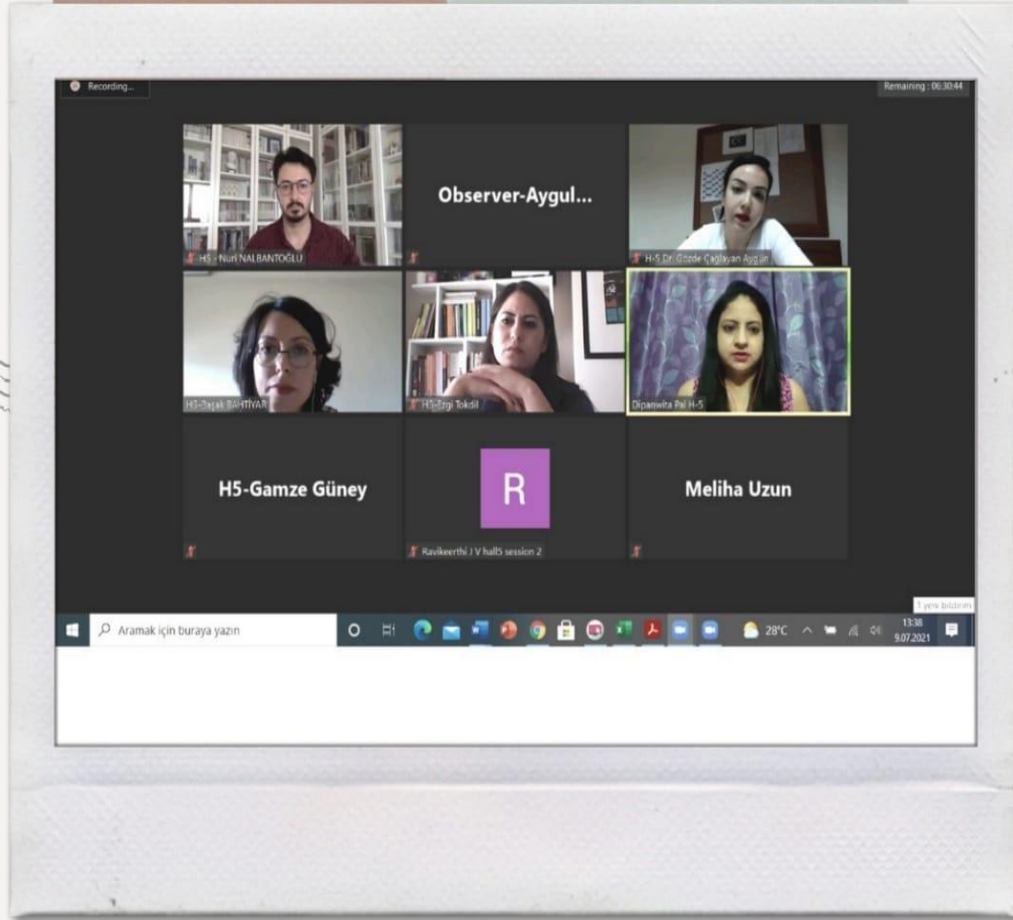 Recording...
Remaining : 06:30:44
H5 - Nuri NALBANTOĞLU
Observer-Aygul...
H-5 Dr. Gözde Çağlayan Aygün
H5-Başak BAHTİYAR
H5-Ezgi Tokdil
Dipanwita Pal H-5
H5-Gamze Güney
R
Ravikeerthi J V hall5 session 2
Meliha Uzun
1 yeni bildirim
Aramak için buraya yazın
28°C
13:38
9.07.2021